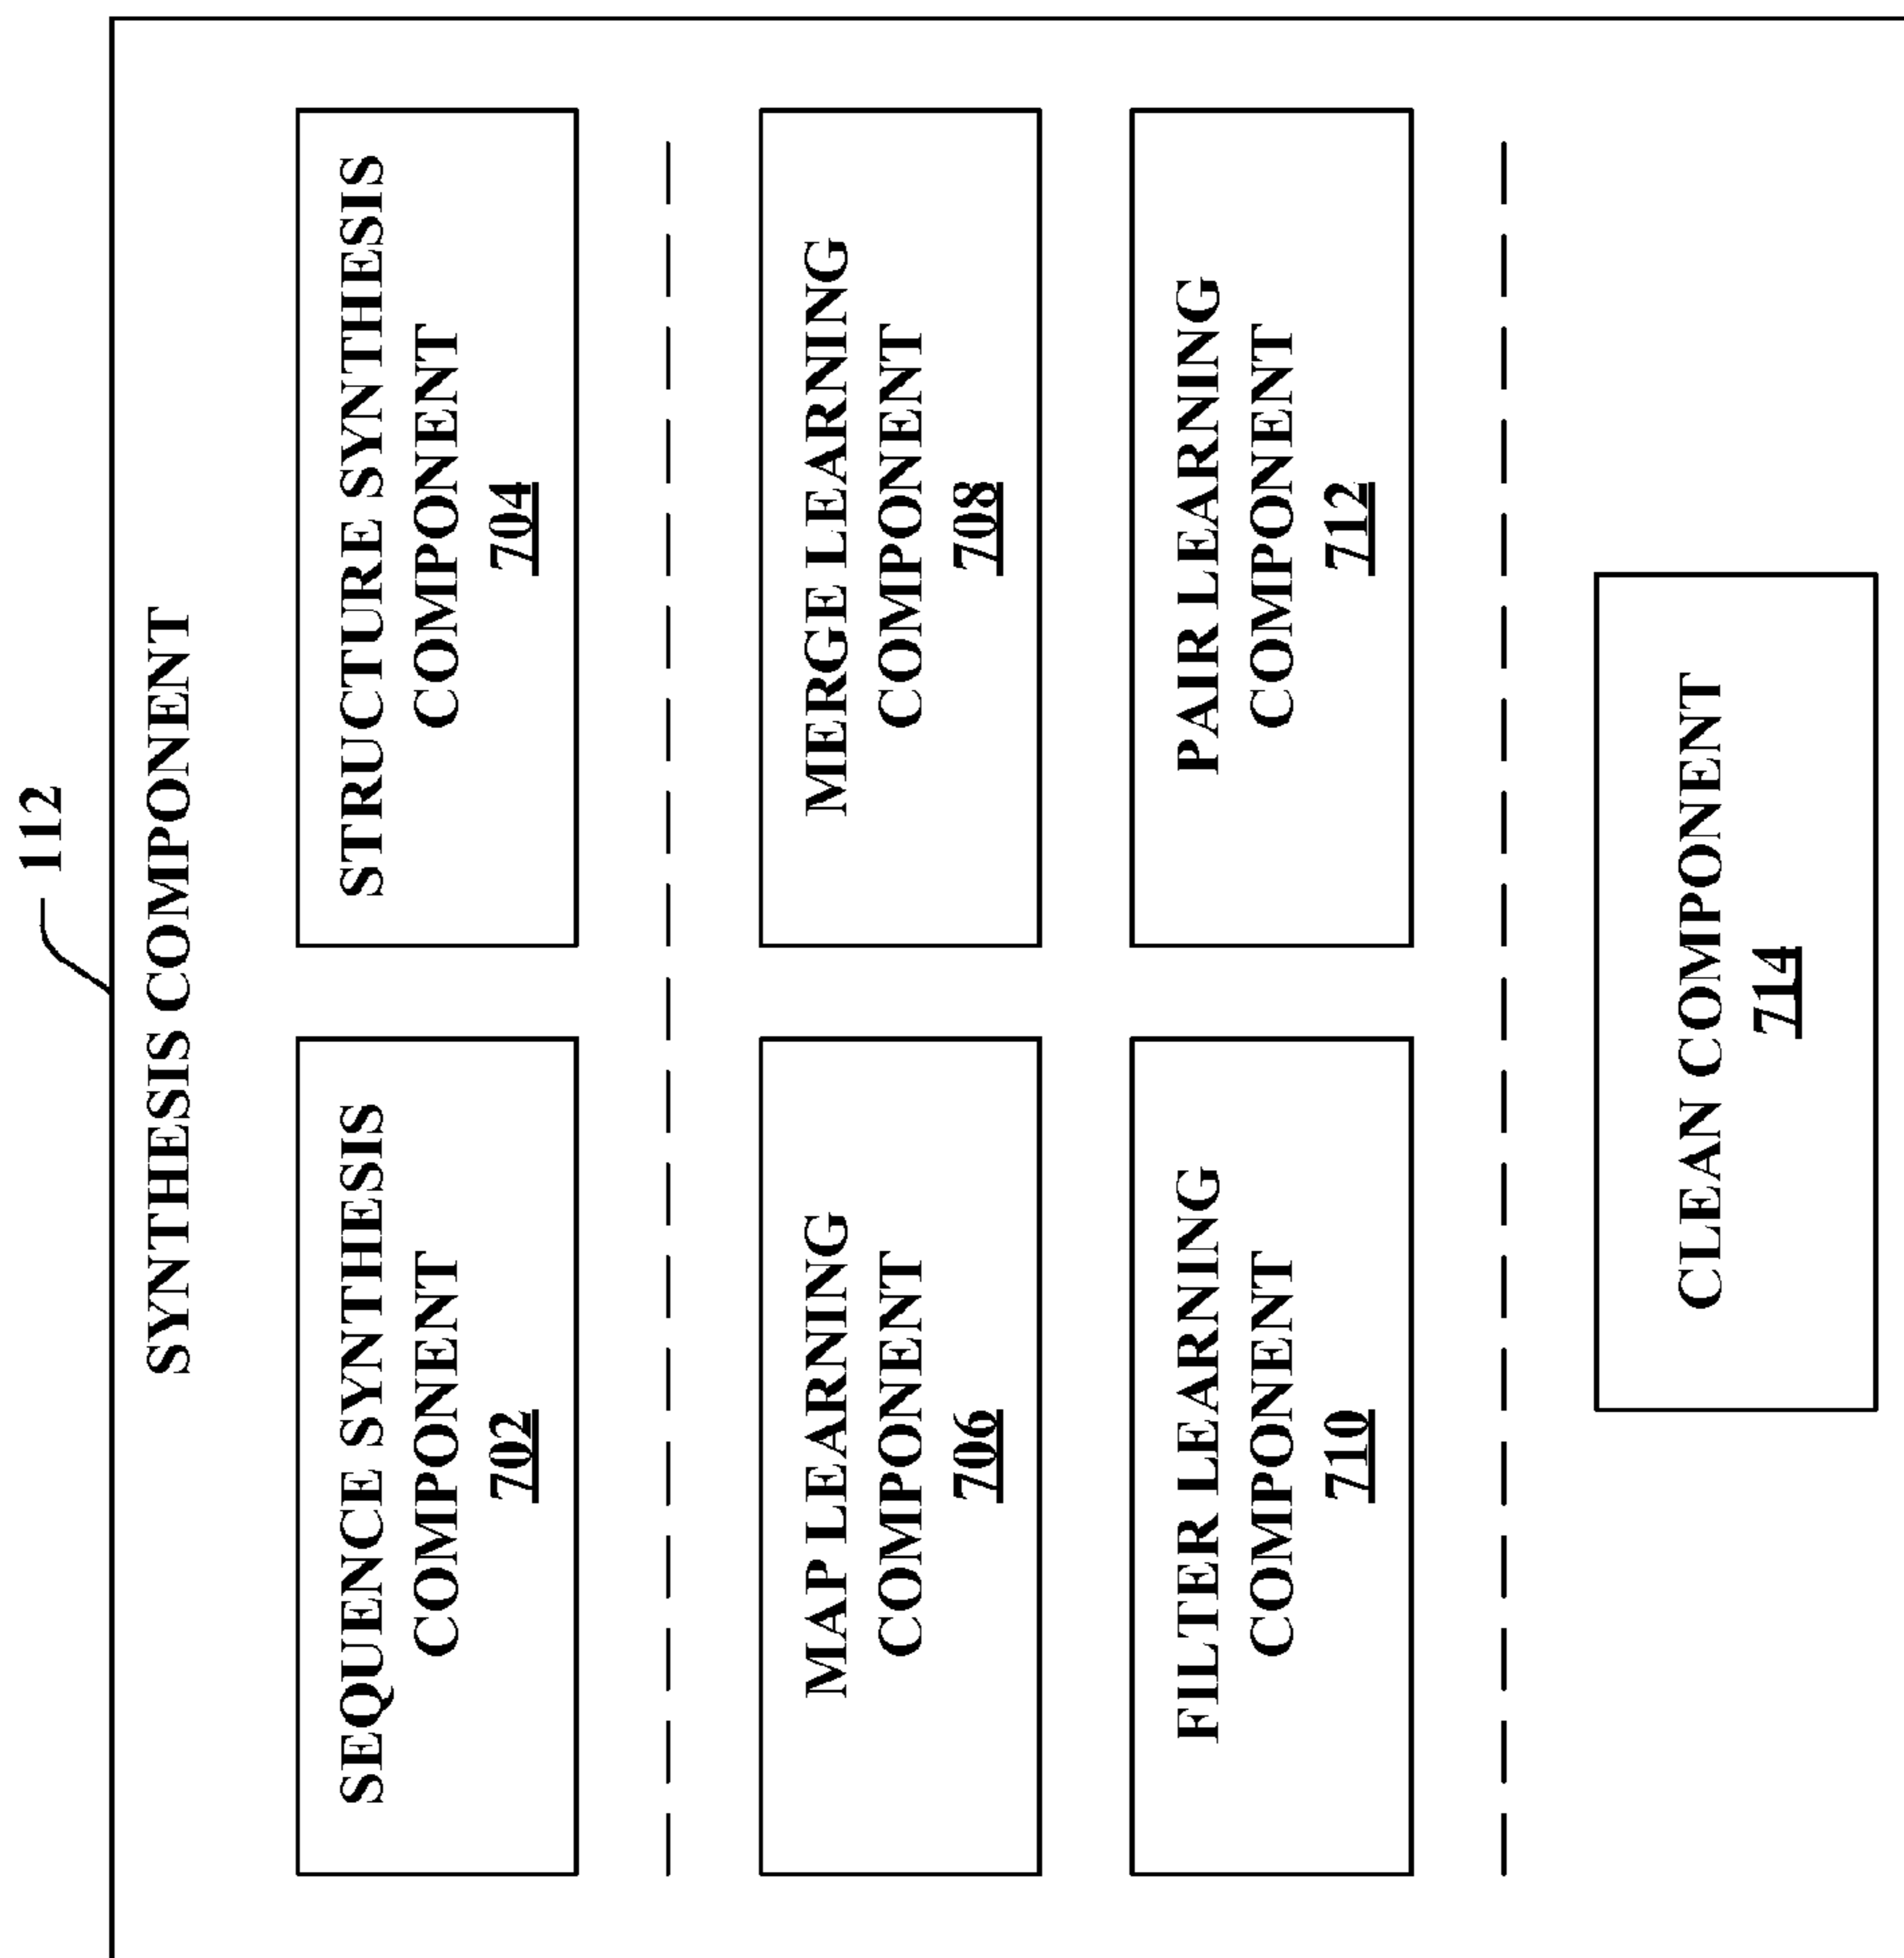 112
SYNTHESIS COMPONENT
SEQUENCE SYNTHESIS
COMPONENT
702
STRUCTURE SYNTHESIS
COMPONENT
704
MAP LEARNING
COMPONENT
706
MERGE LEARNING
COMPONENT
708
FILTER LEARNING
COMPONENT
710
PAIR LEARNING
COMPONENT
712
CLEAN COMPONENT
714